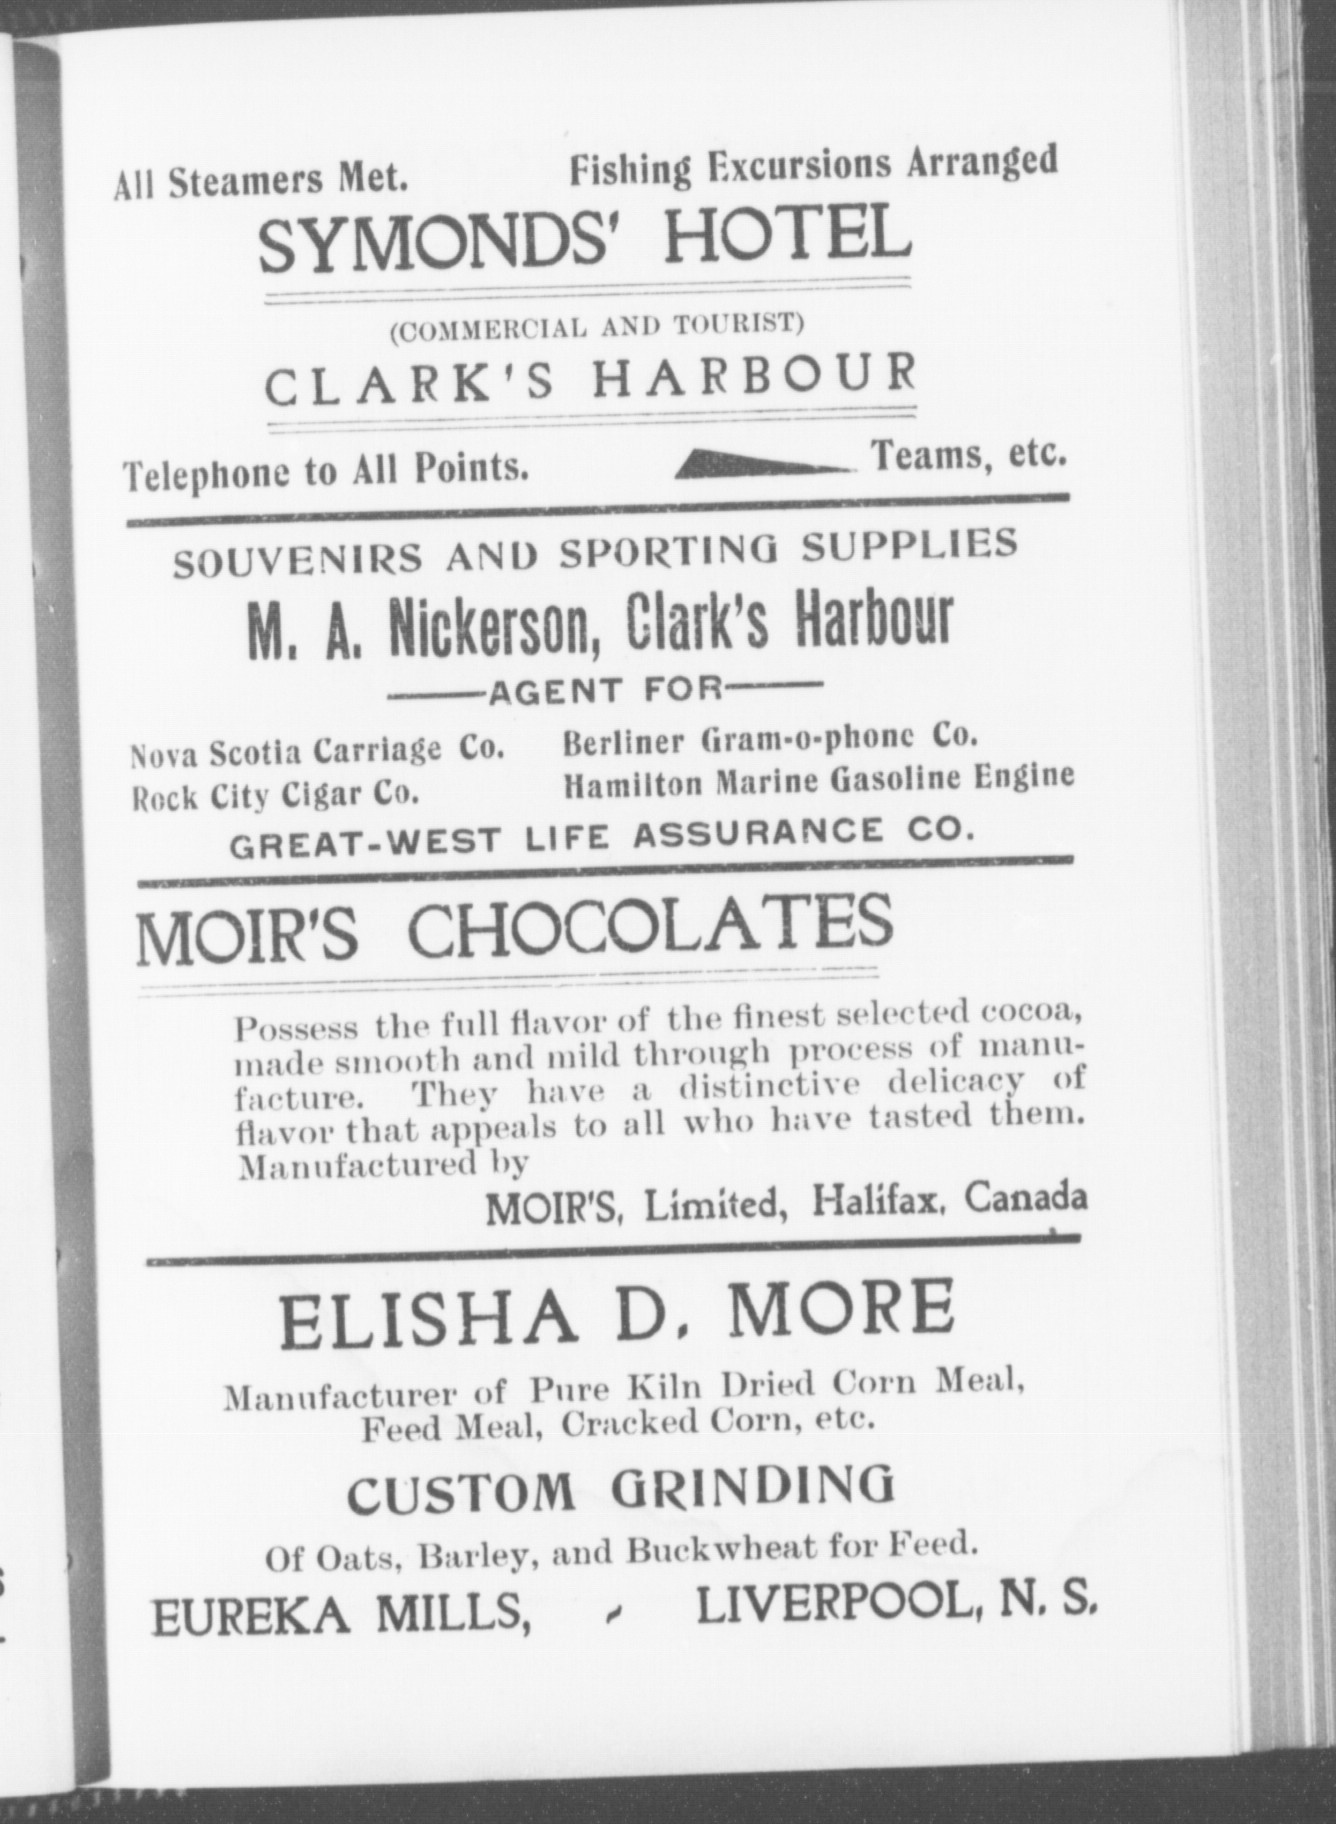 All Steamers Met. Fishing Excursions Arranged
SYMONDS' HOTEL
(COMMERCIAL AND TOURIST)
CLARK'S HARBOUR
Telephone to All Points. Teams, etc.
SOUVENIRS AND SPORTING SUPPLIES
M. A. Nickerson, Clark's Harbour
——AGENT FOR——
Nova Scotia Carriage Co. Berliner Gram-o-phone Co.
Rock City Cigar Co. Hamilton Marine Gasoline Engine
GREAT-WEST LIFE ASSURANCE CO.
MOIR'S CHOCOLATES
Possess the full flavor of the finest selected cocoa,
made smooth and mild through process of manu-
facture. They have a distinctive delicacy of
flavor that appeals to all who have tasted them.
Manufactured by
MOIR'S, Limited, Halifax, Canada
ELISHA D. MORE
Manufacturer of Pure Kiln Dried Corn Meal,
Feed Meal, Cracked Corn, etc.
CUSTOM GRINDING
Of Oats, Barley, and Buckwheat for Feed.
EUREKA MILLS, - LIVERPOOL, N. S.